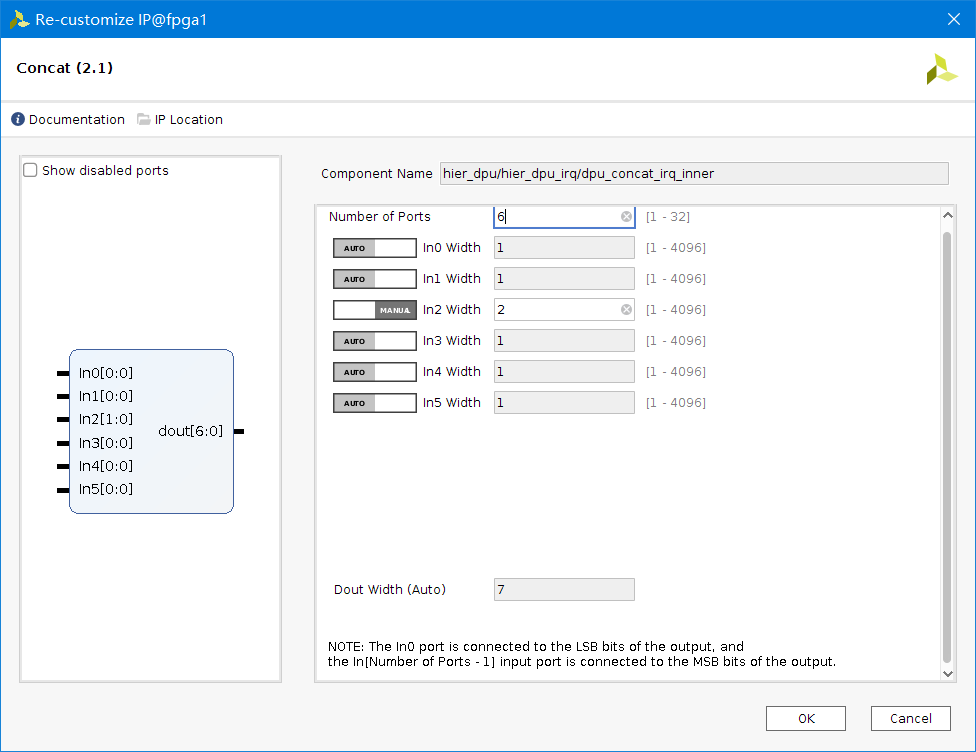 Re-customize IP@fpga1
Concat (2.1)
Documentation IP Location
Show disabled ports
In0[0:0]
In1[0:0]
In2[1:0]
In3[0:0]
In4[0:0]
In5[0:0]
dout[6:0]
Component Name hier_dpu/hier_dpu_irq/dpu_concat_irq_inner
Number of Ports 6 [1 - 32]
AUTO In0 Width 1 [1 - 4096]
AUTO In1 Width 1 [1 - 4096]
MANUAL In2 Width 2 [1 - 4096]
AUTO In3 Width 1 [1 - 4096]
AUTO In4 Width 1 [1 - 4096]
AUTO In5 Width 1 [1 - 4096]
Dout Width (Auto) 7
NOTE: The In0 port is connected to the LSB bits of the output, and
the In[Number of Ports - 1] input port is connected to the MSB bits of the output.
OK Cancel